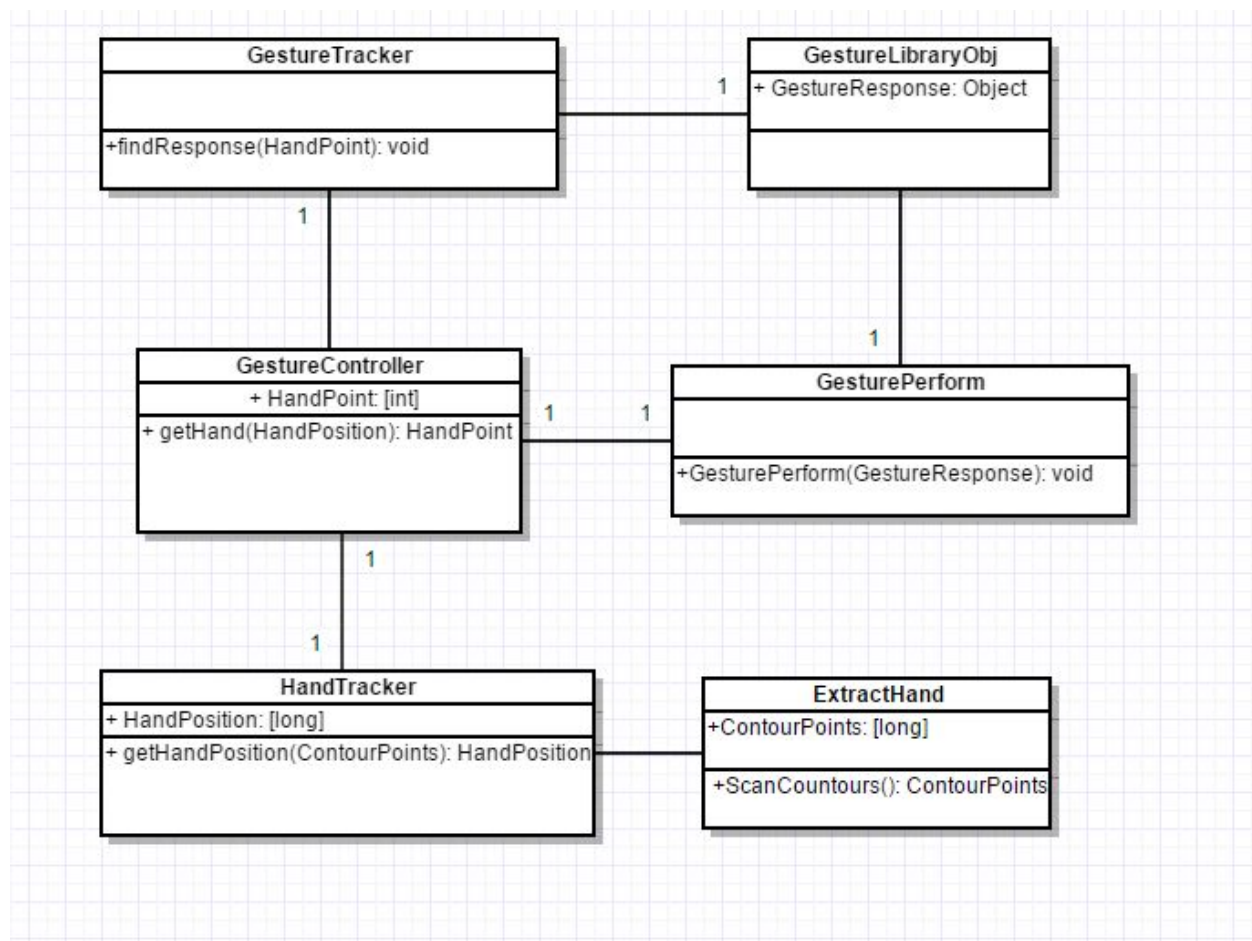 GestureTracker
+findResponse(HandPoint): void
1
GestureLibraryObj
+ GestureResponse: Object
1
1
GestureController
+ HandPoint: [int]
+ getHand(HandPosition): HandPoint
1
1
GesturePerform
+GesturePerform(GestureResponse): void
1
1
HandTracker
+ HandPosition: [long]
+ getHandPosition(ContourPoints): HandPosition
ExtractHand
+ContourPoints: [long]
+ScanCountours(): ContourPoints